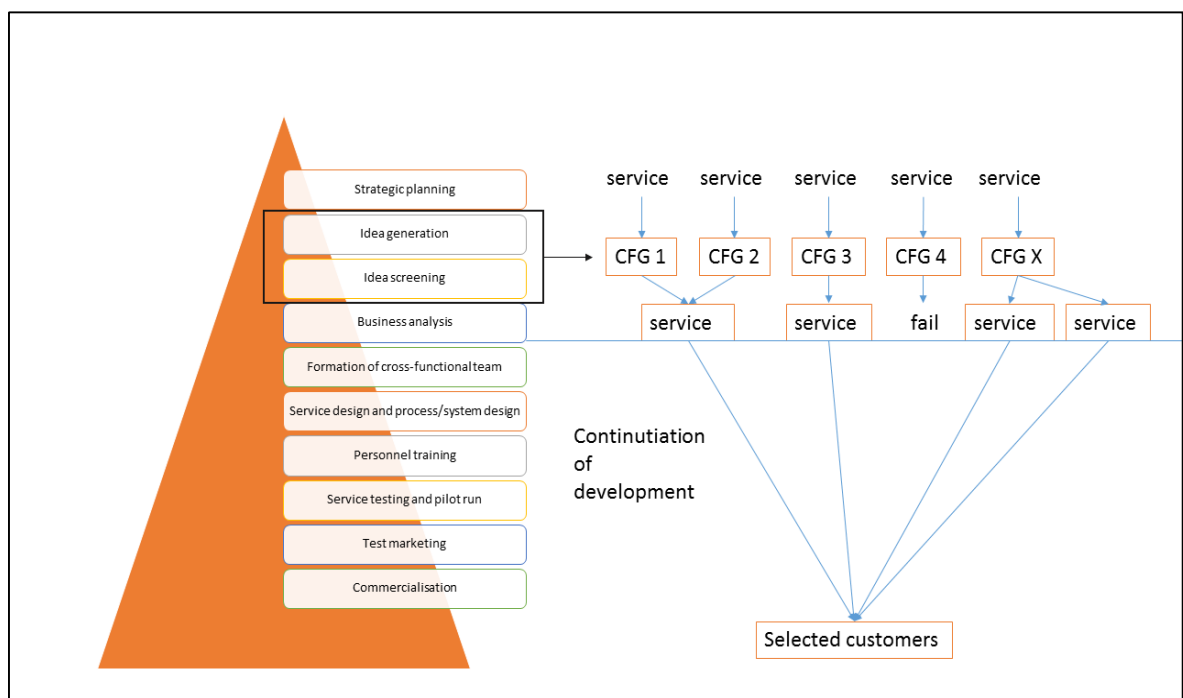 Strategic planning
Idea generation
Idea screening
Business analysis
Formation of cross-functional team
Service design and process/system design
Personnel training
Service testing and pilot run
Test marketing
Commercialisation
service service service service service
CFG 1 CFG 2 CFG 3 CFG 4 CFG X
service service fail service service
Continutiation
of
development
Selected customers